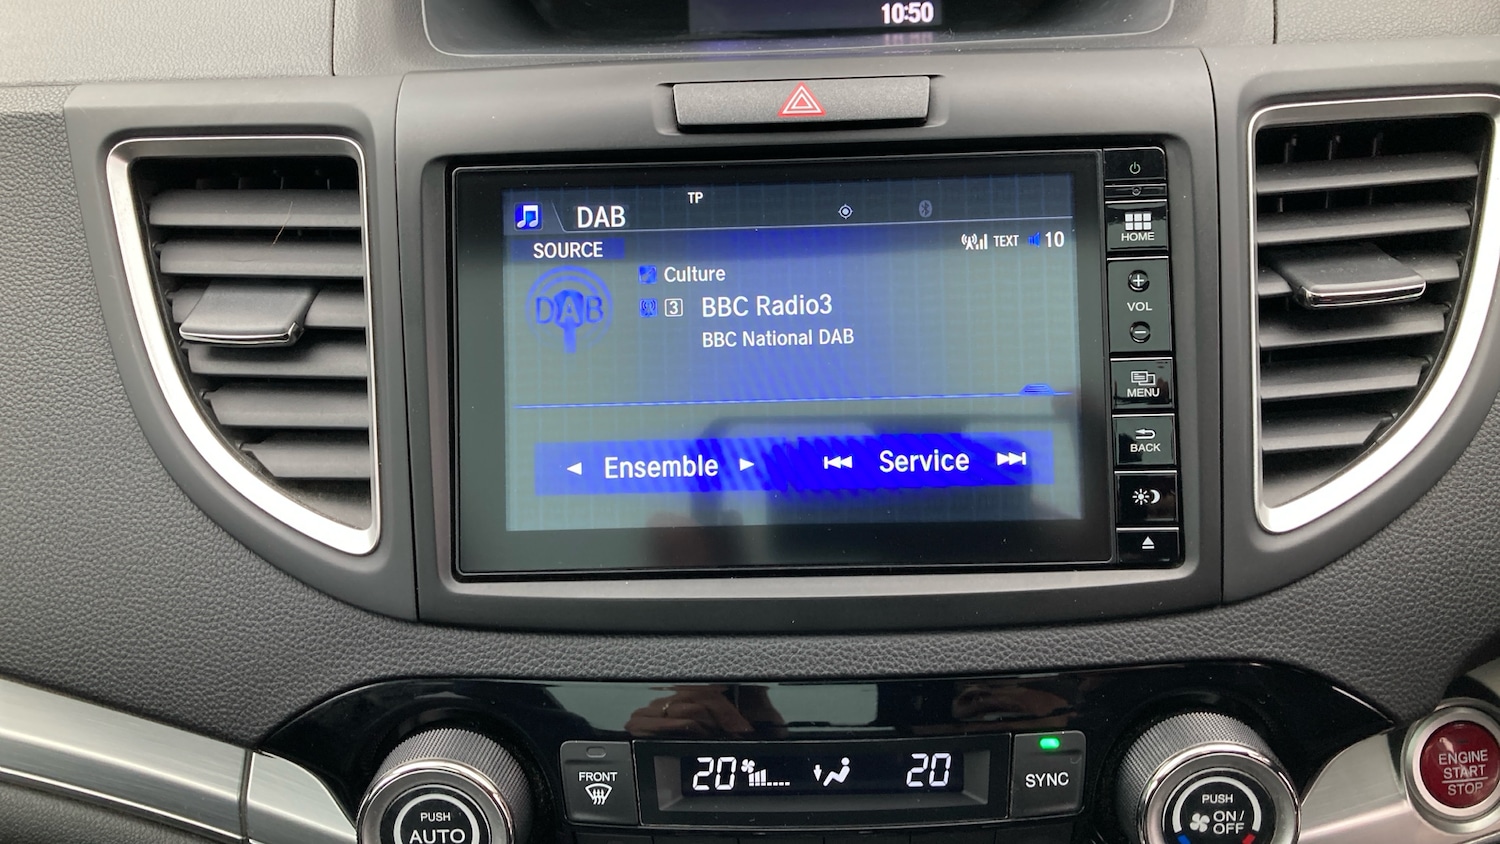 10:50
DAB
TP
SOURCE
TEXT 10
DAB
Culture
3 BBC Radio3
BBC National DAB
Ensemble
Service
HOME
VOL
MENU
BACK
FRONT
20
20
SYNC
PUSH
AUTO
PUSH
ON/
OFF
ENGINE
START
STOP